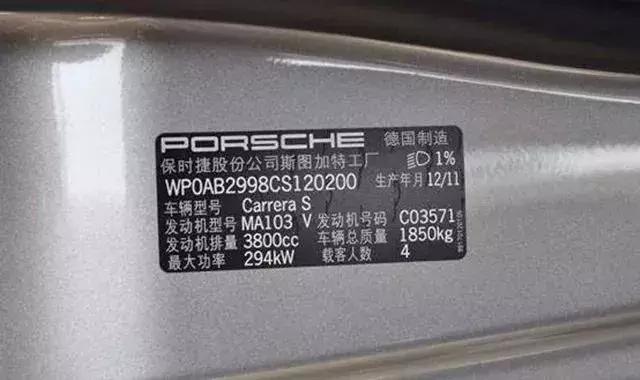 PORSCHE 德国制造
保时捷股份公司斯图加特工厂 1%
WP0AB2998CS120200 生产年月 12/11
车辆型号 Carrera S
发动机型号 MA103 V 发动机号码 C03571
发动机排量 3800cc 车辆总质量 1850kg
最大功率 294kW 载客人数 4